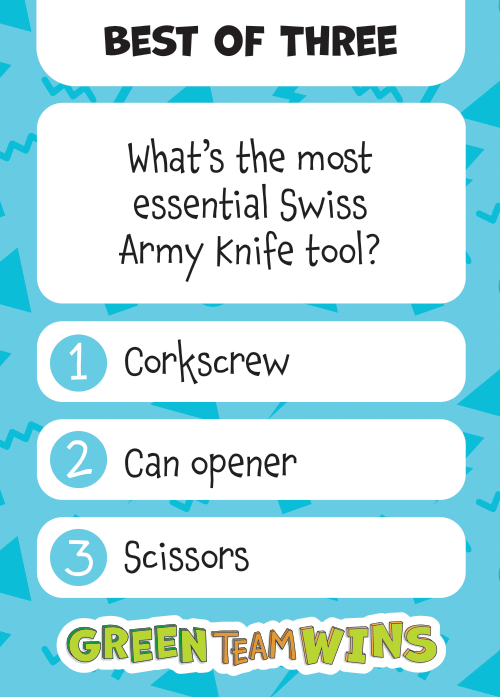 BEST OF THREE
What's the most
essential Swiss
Army Knife tool?
1 Corkscrew
2 Can opener
3 Scissors
GREEN TEAM WINS